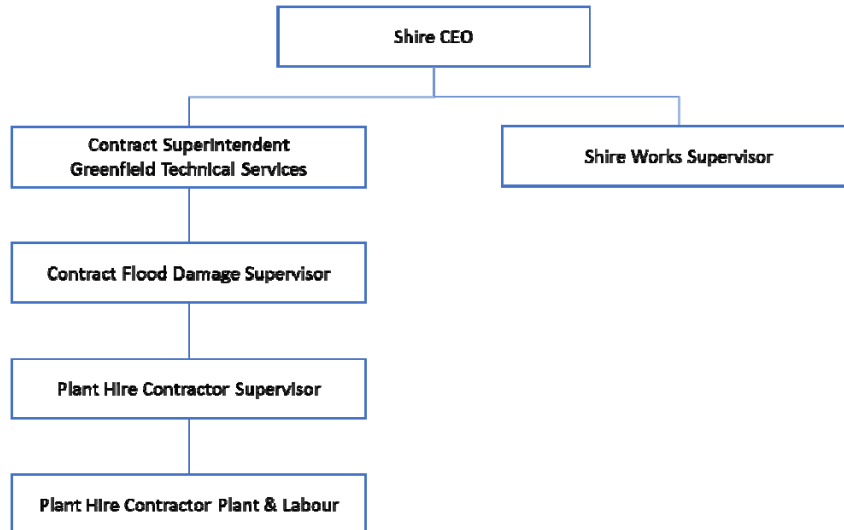 Shire CEO
Contract Superintendent
Greenfield Technical Services
Shire Works Supervisor
Contract Flood Damage Supervisor
Plant Hire Contractor Supervisor
Plant Hire Contractor Plant & Labour